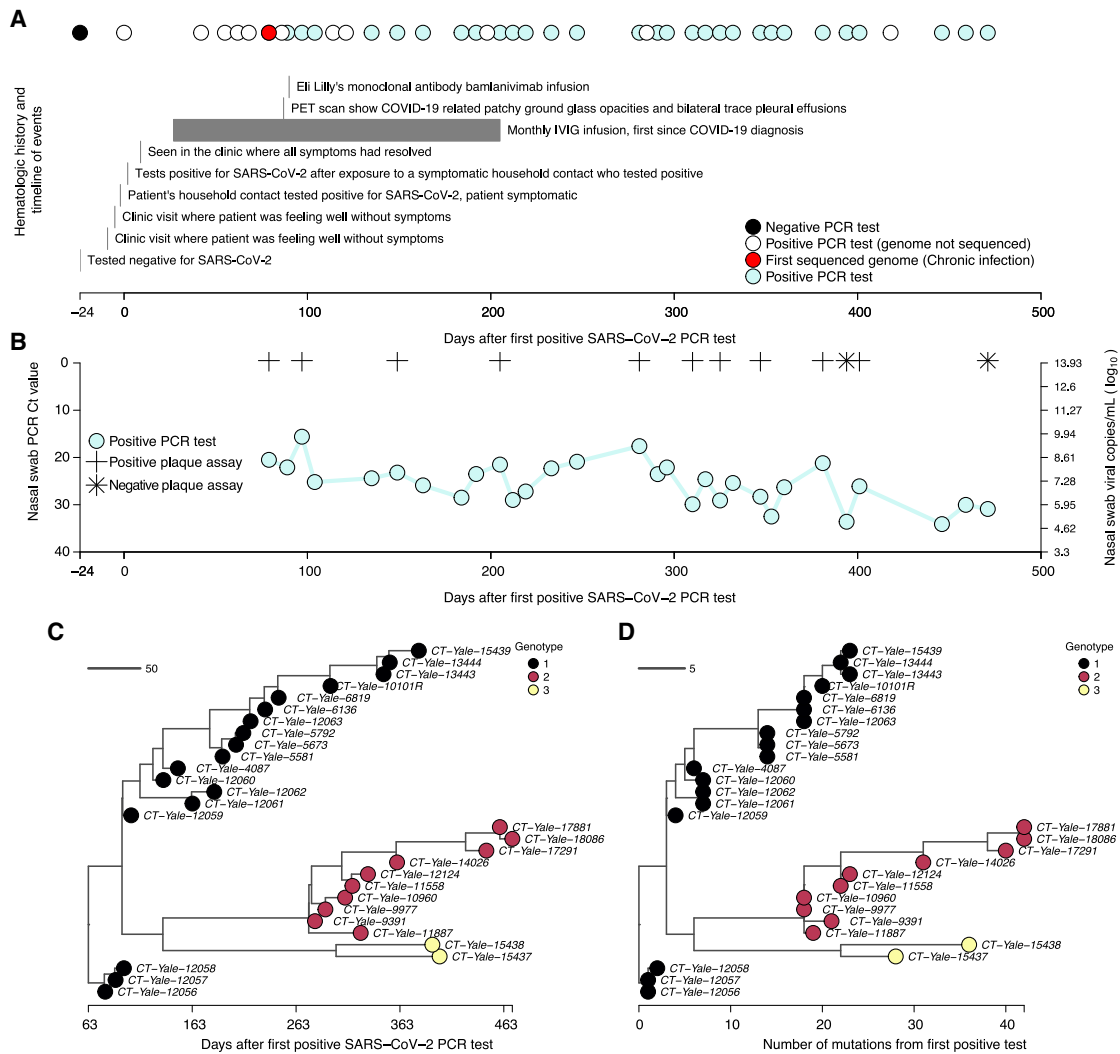 A
Hematologic history and
timeline of events
Eli Lilly's monoclonal antibody bamlanivimab infusion
PET scan show COVID-19 related patchy ground glass opacities and bilateral trace pleural effusions
Monthly IVIG infusion, first since COVID-19 diagnosis
Seen in the clinic where all symptoms had resolved
Tests positive for SARS-CoV-2 after exposure to a symptomatic household contact who tested positive
Patient's household contact tested positive for SARS-CoV-2, patient symptomatic
Clinic visit where patient was feeling well without symptoms
Clinic visit where patient was feeling well without symptoms
Tested negative for SARS-CoV-2
Negative PCR test
Positive PCR test (genome not sequenced)
First sequenced genome (Chronic infection)
Positive PCR test
−24 0 100 200 300 400 500
Days after first positive SARS−CoV−2 PCR test
B
Nasal swab PCR Ct value
0
10
20
30
40
Positive PCR test
Positive plaque assay
Negative plaque assay
13.93
12.6
11.27
9.94
8.61
7.28
5.95
4.62
3.3
Nasal swab viral copies/mL (log10)
−24 0 100 200 300 400 500
Days after first positive SARS−CoV−2 PCR test
C
50
Genotype
1
2
3
CT−Yale−15439
CT−Yale−13444
CT−Yale−13443
CT−Yale−10101R
CT−Yale−6819
CT−Yale−6136
CT−Yale−12063
CT−Yale−5792
CT−Yale−5673
CT−Yale−5581
CT−Yale−4087
CT−Yale−12060
CT−Yale−12062
CT−Yale−12061
CT−Yale−12059
CT−Yale−17881
CT−Yale−18086
CT−Yale−17291
CT−Yale−14026
CT−Yale−12124
CT−Yale−11558
CT−Yale−10960
CT−Yale−9977
CT−Yale−9391
CT−Yale−11887
CT−Yale−15438
CT−Yale−15437
CT−Yale−12058
CT−Yale−12057
CT−Yale−12056
63 163 263 363 463
Days after first positive SARS−CoV−2 PCR test
D
5
Genotype
1
2
3
CT−Yale−15439
CT−Yale−13444
CT−Yale−13443
CT−Yale−10101R
CT−Yale−6819
CT−Yale−6136
CT−Yale−12063
CT−Yale−5792
CT−Yale−5673
CT−Yale−5581
CT−Yale−4087
CT−Yale−12060
CT−Yale−12062
CT−Yale−12061
CT−Yale−12059
CT−Yale−17881
CT−Yale−18086
CT−Yale−17291
CT−Yale−14026
CT−Yale−12124
CT−Yale−11558
CT−Yale−10960
CT−Yale−9977
CT−Yale−9391
CT−Yale−11887
CT−Yale−15438
CT−Yale−15437
CT−Yale−12058
CT−Yale−12057
CT−Yale−12056
0 10 20 30 40
Number of mutations from first positive test